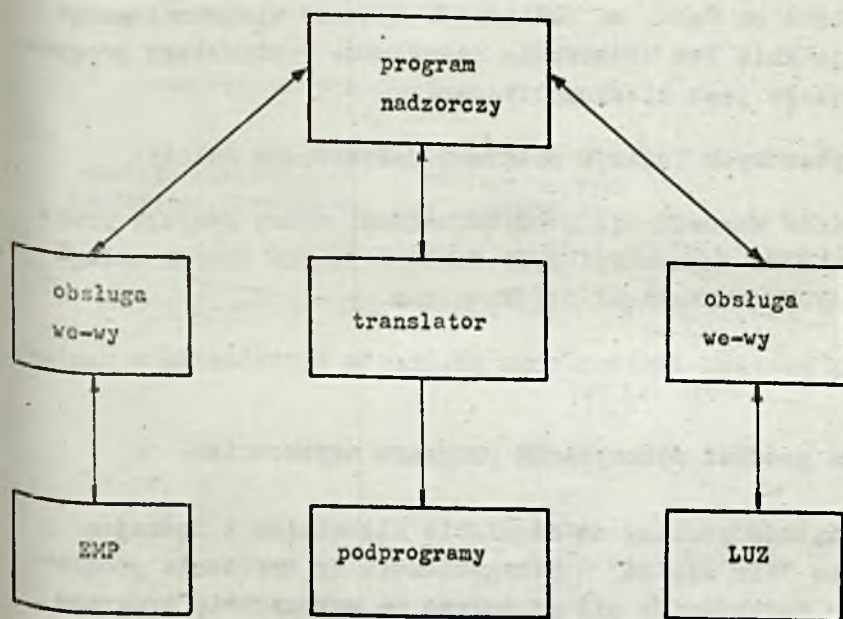 program
nadzorczy
obsługa
we-wy
translator
obsługa
we-wy
EMP
podprogramy
LUZ